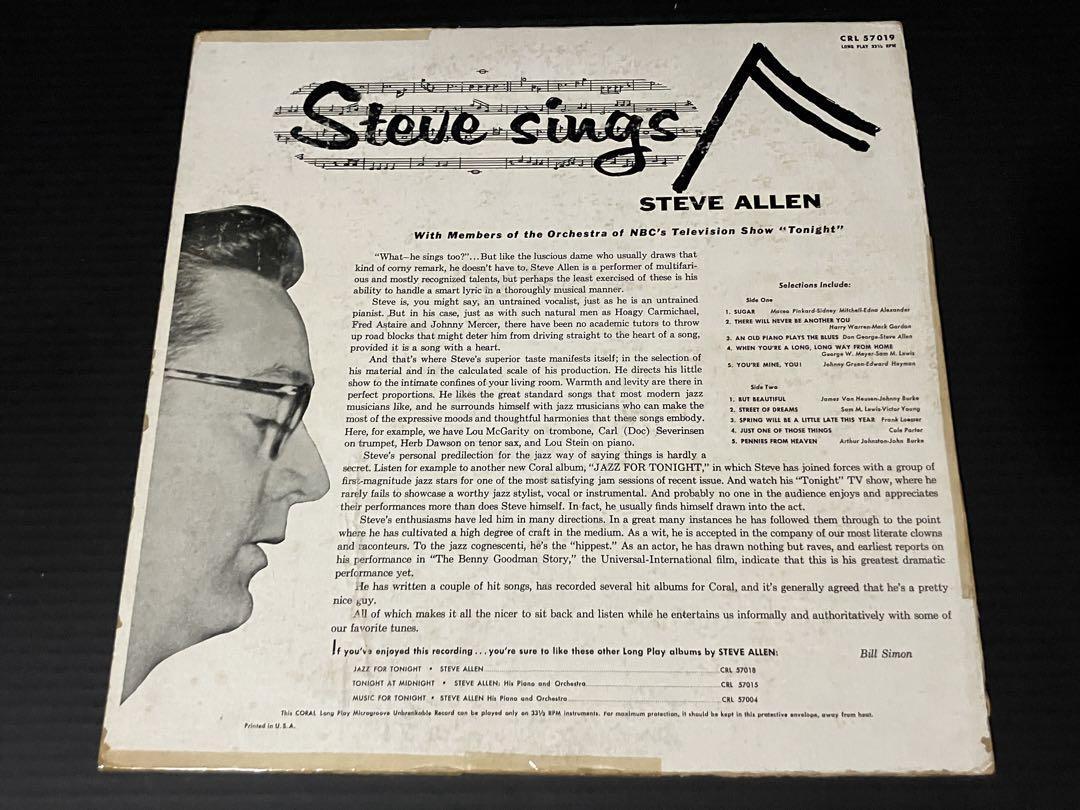 CRL 57019
LONG PLAY 33⅓ RPM
Steve sings
STEVE ALLEN
With Members of the Orchestra of NBC's Television Show "Tonight"
"What—he sings too?"...But like the luscious dame who usually draws that
kind of corny remark, he doesn't have to. Steve Allen is a performer of multifari-
ous and mostly recognized talents, but perhaps the least exercised of these is his
ability to handle a smart lyric in a thoroughly musical manner.
Steve is, you might say, an untrained vocalist, just as he is an untrained
pianist. But in his case, just as with such natural men as Hoagy Carmichael,
Fred Astaire and Johnny Mercer, there have been no academic tutors to throw
up road blocks that might deter him from driving straight to the heart of a song,
provided it is a song with a heart.
And that's where Steve's superior taste manifests itself; in the selection of
his material and in the calculated scale of his production. He directs his little
show to the intimate confines of your living room. Warmth and levity are there in
perfect proportions. He likes the great standard songs that most modern jazz
musicians like, and he surrounds himself with jazz musicians who can make the
most of the expressive moods and thoughtful harmonies that these songs embody.
Here, for example, we have Lou McGarity on trombone, Carl (Doc) Severinsen
on trumpet, Herb Dawson on tenor sax, and Lou Stein on piano.
Steve's personal predilection for the jazz way of saying things is hardly a
secret. Listen for example to another new Coral album, "JAZZ FOR TONIGHT," in which Steve has joined forces with a group of
first-magnitude jazz stars for one of the most satisfying jam sessions of recent issue. And watch his "Tonight" TV show, where he
rarely fails to showcase a worthy jazz stylist, vocal or instrumental. And probably no one in the audience enjoys and appreciates
their performances more than does Steve himself. In fact, he usually finds himself drawn into the act.
Steve's enthusiasms have led him in many directions. In a great many instances he has followed them through to the point
where he has cultivated a high degree of craft in the medium. As a wit, he is accepted in the company of our most literate clowns
and raconteurs. To the jazz cognescenti, he's the "hippest." As an actor, he has drawn nothing but raves, and earliest reports on
his performance in "The Benny Goodman Story," the Universal-International film, indicate that this is his greatest dramatic
performance yet.
He has written a couple of hit songs, has recorded several hit albums for Coral, and it's generally agreed that he's a pretty
nice guy.
All of which makes it all the nicer to sit back and listen while he entertains us informally and authoritatively with some of
our favorite tunes.
Bill Simon
Selections Include:
Side One
1. SUGAR Maceo Pinkard-Sidney Mitchell-Edna Alexander
2. THERE WILL NEVER BE ANOTHER YOU
Harry Warren-Mack Gordon
3. AN OLD PIANO PLAYS THE BLUES Don George-Steve Allen
4. WHEN YOU'RE A LONG, LONG WAY FROM HOME
George W. Meyer-Sam M. Lewis
5. YOU'RE MINE, YOU! Johnny Green-Edward Heyman
Side Two
1. BUT BEAUTIFUL James Van Heusen-Johnny Burke
2. STREET OF DREAMS Sam M. Lewis-Victor Young
3. SPRING WILL BE A LITTLE LATE THIS YEAR Frank Loesser
4. JUST ONE OF THOSE THINGS Cole Porter
5. PENNIES FROM HEAVEN Arthur Johnston-John Burke
If you've enjoyed this recording...you're sure to like these other Long Play albums by STEVE ALLEN:
JAZZ FOR TONIGHT • STEVE ALLEN CRL 57018
TONIGHT AT MIDNIGHT • STEVE ALLEN: His Piano and Orchestra CRL 57015
MUSIC FOR TONIGHT • STEVE ALLEN His Piano and Orchestra CRL 57004
This CORAL Long Play Microgroove Unbreakable Record can be played only on 33⅓ RPM instruments. For maximum protection, it should be kept in this protective envelope, away from heat.
Printed in U.S.A.